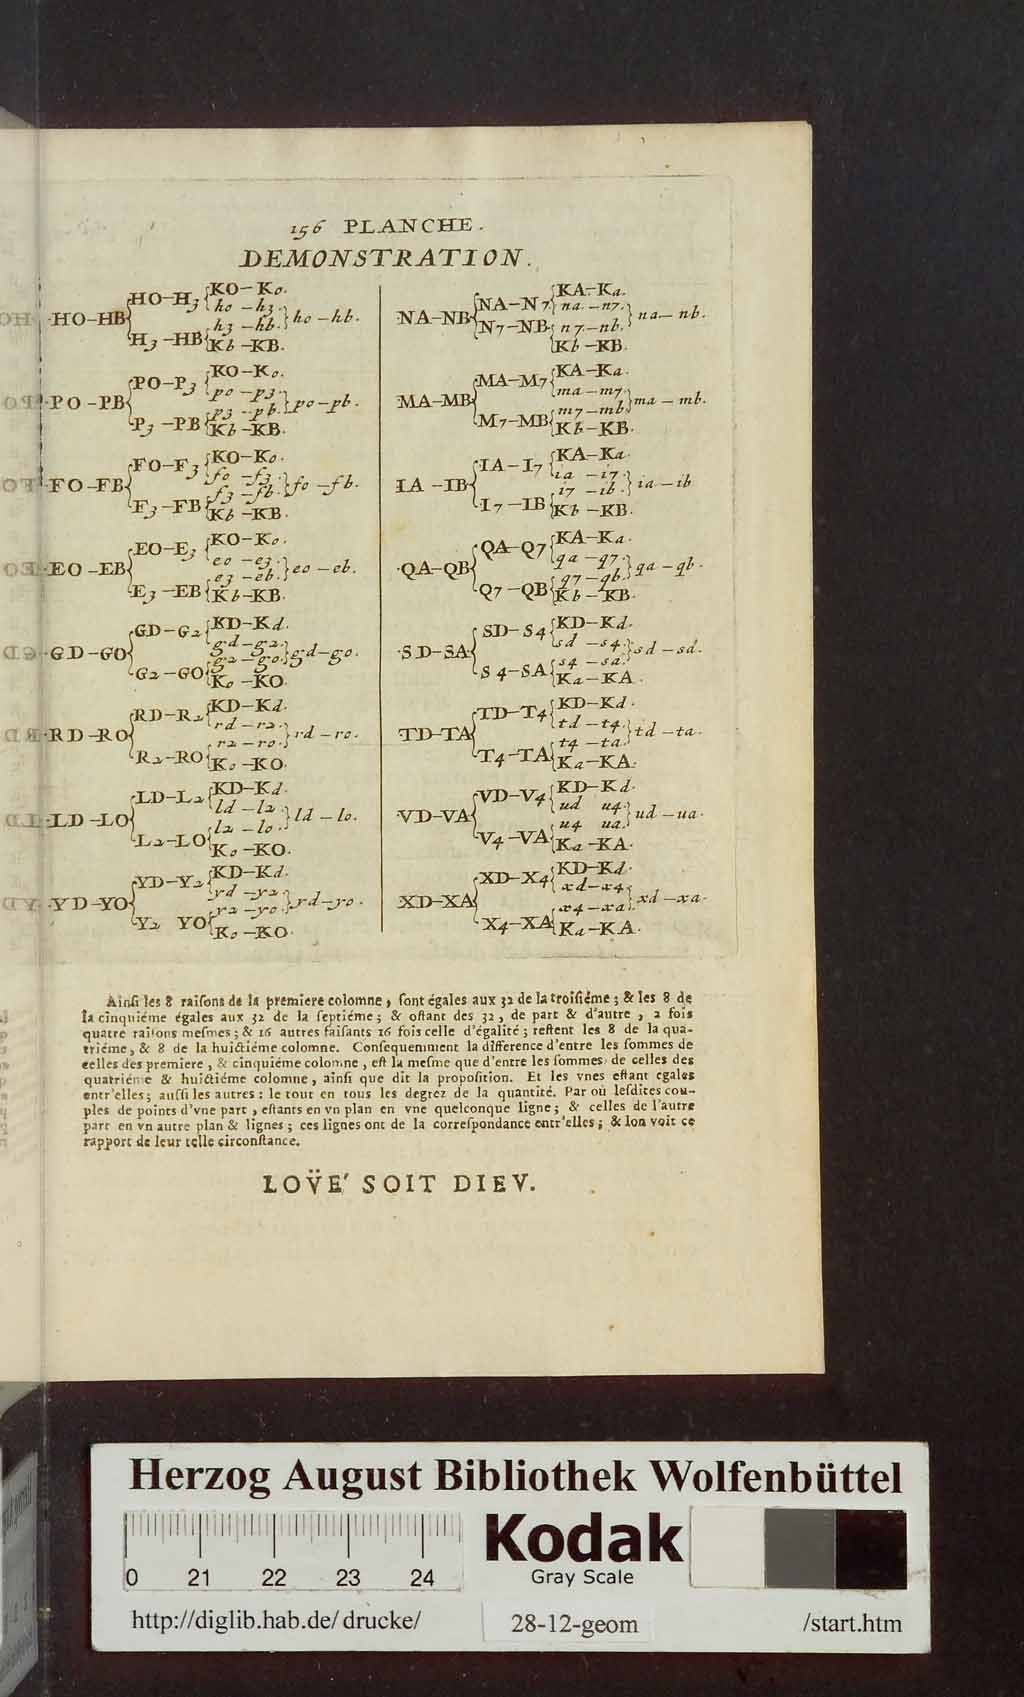 156 PLANCHE.
DEMONSTRATION.
HO–HB{ HO–H3{ KO–Ko.
ho–h3.
H3–HB{ h3–hb. } ho–hb.
Kb–KB.
PO–PB{ PO–P3{ KO–Ko.
po–p3.
P3–PB{ p3–pb. } po–pb.
Kb–KB.
FO–FB{ FO–F3{ KO–Ko.
fo–f3.
F3–FB{ f3–fb. } fo–fb.
Kb–KB.
EO–EB{ EO–E3{ KO–Ko.
eo–e3.
E3–EB{ e3–eb. } eo–eb.
Kb–KB.
GD–GO{ GD–G2{ KD–Kd.
gd–g2.
G2–GO{ g2–go. } gd–go.
Ko–KO.
RD–RO{ RD–R2{ KD–Kd.
rd–r2.
R2–RO{ r2–ro. } rd–ro.
Ko–KO.
LD–LO{ LD–L2{ KD–Kd.
ld–l2.
L2–LO{ l2–lo. } ld–lo.
Ko–KO.
YD–YO{ YD–Y2{ KD–Kd.
yd–y2.
Y2 YO{ y2–yo. } yd–yo.
Ko–KO.
NA–NB{ NA–N7{ KA–Ka.
na–n7.
N7–NB{ n7–nb. } na–nb.
Kb–KB.
MA–MB{ MA–M7{ KA–Ka.
ma–m7.
M7–MB{ m7–mb. } ma–mb.
Kb–KB.
IA–IB{ IA–I7{ KA–Ka.
ia–i7.
I7–IB{ i7–ib. } ia–ib
Kb–KB.
QA–QB{ QA–Q7{ KA–Ka.
qa–q7.
Q7–QB{ q7–qb. } qa–qb.
Kb–KB.
SD–SA{ SD–S4{ KD–Kd.
sd–s4.
S4–SA{ s4–sa. } sd–sd.
Ka–KA.
TD–TA{ TD–T4{ KD–Kd.
td–t4.
T4–TA{ t4–ta. } td–ta.
Ka–KA.
VD–VA{ VD–V4{ KD–Kd.
ud u4.
V4–VA{ u4 ua. } ud–ua.
Ka–KA.
XD–XA{ XD–X4{ KD–Kd.
xd–x4.
X4–XA{ x4–xa. } xd–xa.
Ka–KA.
Ainſi les 8 raiſons de la premiere colomne, ſont égales aux 32 de la troiſiéme; & les 8 de
la cinquiéme égales aux 32 de la ſeptiéme; & oſtant des 32, de part & d'autre, 2 fois
quatre raiſons meſmes; & 16 autres faiſants 16 fois celle d'égalité; reſtent les 8 de la qua-
triéme, & 8 de la huictiéme colomne. Conſequemment la difference d'entre les ſommes de
celles des premiere, & cinquiéme colomne, eſt la meſme que d'entre les ſommes de celles des
quatriéme & huictiéme colomne, ainſi que dit la propoſition. Et les vnes eſtant egales
entr'elles; auſſi les autres: le tout en tous les degrez de la quantité. Par où leſdites cou-
ples de points d'vne part, eſtants en vn plan en vne quelconque ligne; & celles de l'autre
part en vn autre plan & lignes; ces lignes ont de la correſpondance entr'elles; & lon voit ce
rapport de leur telle circonſtance.
LOÜE' SOIT DIEV.
Herzog August Bibliothek Wolfenbüttel
0 21 22 23 24
Kodak
Gray Scale
http://diglib.hab.de/drucke/ 28-12-geom /start.htm